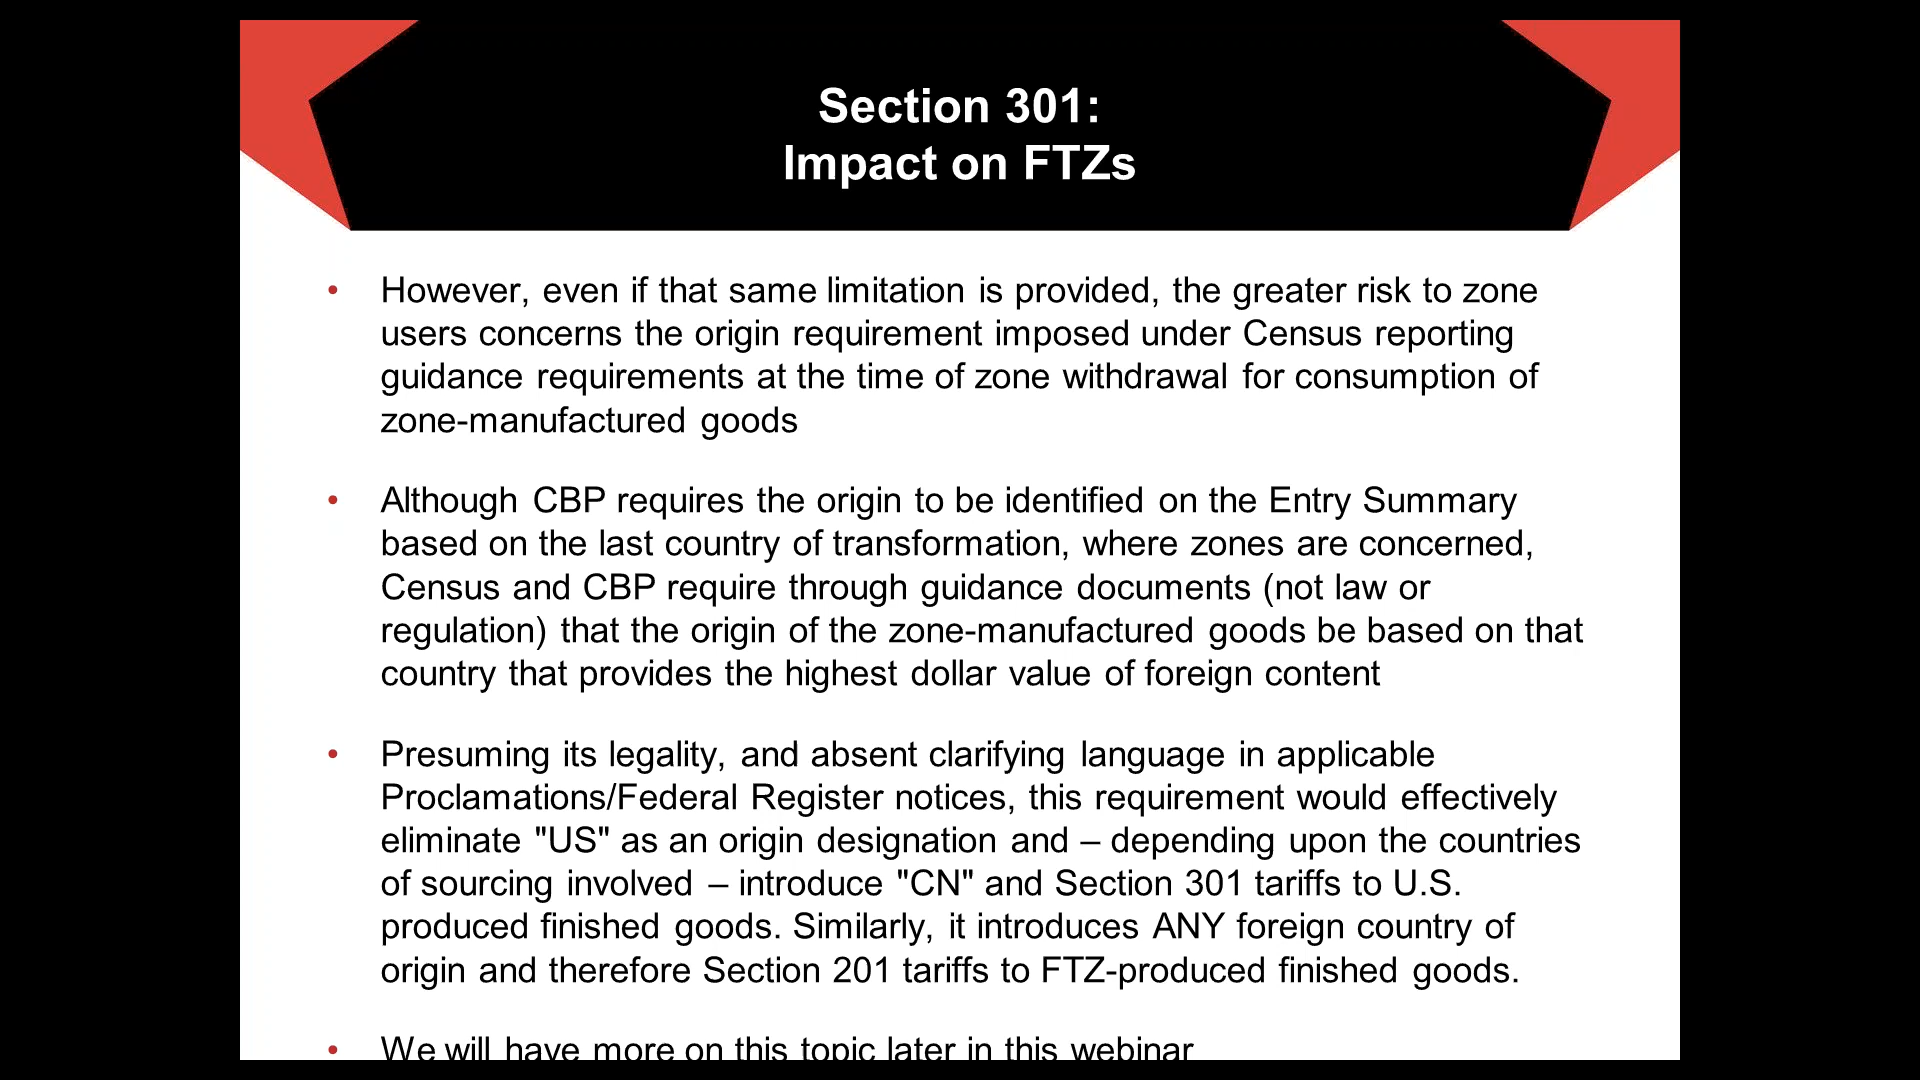 Section 301:
Impact on FTZs
• However, even if that same limitation is provided, the greater risk to zone
users concerns the origin requirement imposed under Census reporting
guidance requirements at the time of zone withdrawal for consumption of
zone-manufactured goods
• Although CBP requires the origin to be identified on the Entry Summary
based on the last country of transformation, where zones are concerned,
Census and CBP require through guidance documents (not law or
regulation) that the origin of the zone-manufactured goods be based on that
country that provides the highest dollar value of foreign content
• Presuming its legality, and absent clarifying language in applicable
Proclamations/Federal Register notices, this requirement would effectively
eliminate "US" as an origin designation and – depending upon the countries
of sourcing involved – introduce "CN" and Section 301 tariffs to U.S.
produced finished goods. Similarly, it introduces ANY foreign country of
origin and therefore Section 201 tariffs to FTZ-produced finished goods.
• We will have more on this topic later in this webinar